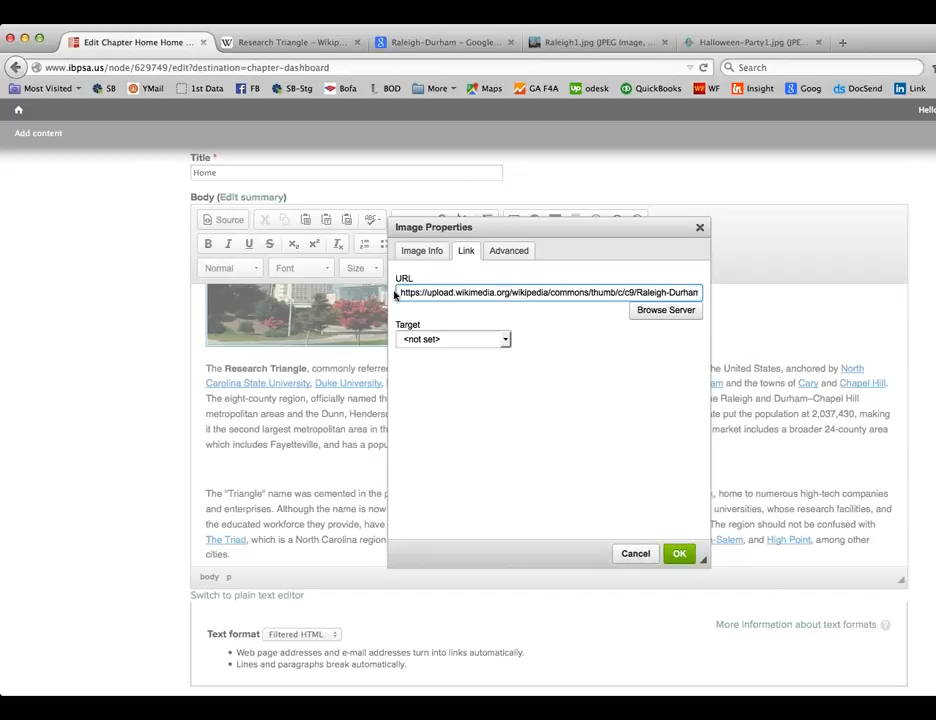 Edit Chapter Home Home ...
Research Triangle – Wikip...
Raleigh-Durham – Google...
Raleigh1.jpg (JPEG Image, ...
Halloween-Party1.jpg (JPE...
www.ibpsa.us/node/629749/edit?destination=chapter-dashboard
Search
Most Visited
SB
YMail
1st Data
FB
SB-Stg
Bofa
BOD
More
Maps
GA F4A
odesk
QuickBooks
WF
Insight
Goog
DocSend
Link
Hello
Add content
Title *
Home
Body (Edit summary)
Source
B I U S x₂ x² Ix
Normal
Font
Size
Image Properties
Image Info
Link
Advanced
URL
https://upload.wikimedia.org/wikipedia/commons/thumb/c/c9/Raleigh-Durham
Browse Server
Target
<not set>
Cancel
OK
The Research Triangle, commonly referre
the United States, anchored by North
Carolina State University, Duke University,
am and the towns of Cary and Chapel Hill.
The eight-county region, officially named th
he Raleigh and Durham–Chapel Hill
metropolitan areas and the Dunn, Henders
ate put the population at 2,037,430, making
it the second largest metropolitan area in th
market includes a broader 24-county area
which includes Fayetteville, and has a popu
The "Triangle" name was cemented in the p
, home to numerous high-tech companies
and enterprises. Although the name is now
universities, whose research facilities, and
the educated workforce they provide, have
The region should not be confused with
The Triad, which is a North Carolina region
-Salem, and High Point, among other
cities.
body p
Switch to plain text editor
Text format
Filtered HTML
More information about text formats
Web page addresses and e-mail addresses turn into links automatically.
Lines and paragraphs break automatically.